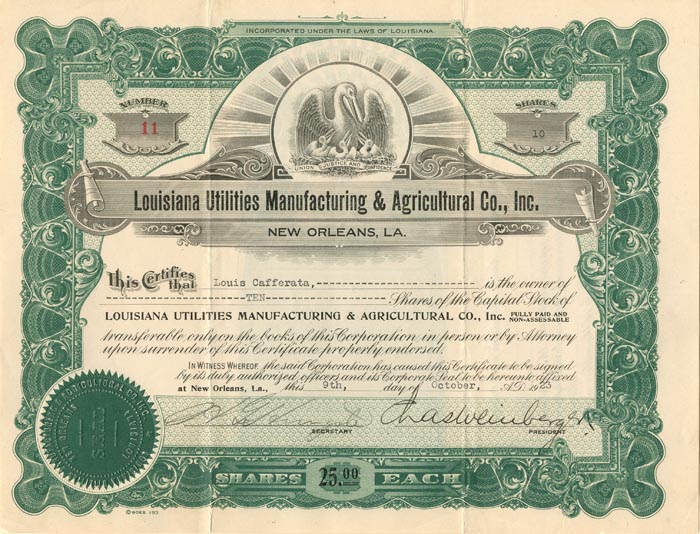 INCORPORATED UNDER THE LAWS OF LOUISIANA.
NUMBER
11
SHARES
10
UNION JUSTICE AND CONFIDENCE
Louisiana Utilities Manufacturing & Agricultural Co., Inc.
NEW ORLEANS, LA.
This Certifies that Louis Cafferata, is the owner of
TEN Shares of the Capital Stock of
LOUISIANA UTILITIES MANUFACTURING & AGRICULTURAL CO., Inc. FULLY PAID AND NON-ASSESSABLE
transferable only on the books of this Corporation in person or by Attorney
upon surrender of this Certificate properly endorsed.
IN WITNESS WHEREOF, the said Corporation has caused this Certificate to be signed
by its duly authorized officers and its Corporate Seal to be hereunto affixed
at New Orleans, La., this 9th, day of October, A.D. 1923
Chas Weinberger
SECRETARY
PRESIDENT
SHARES 25.00 EACH
©GOES